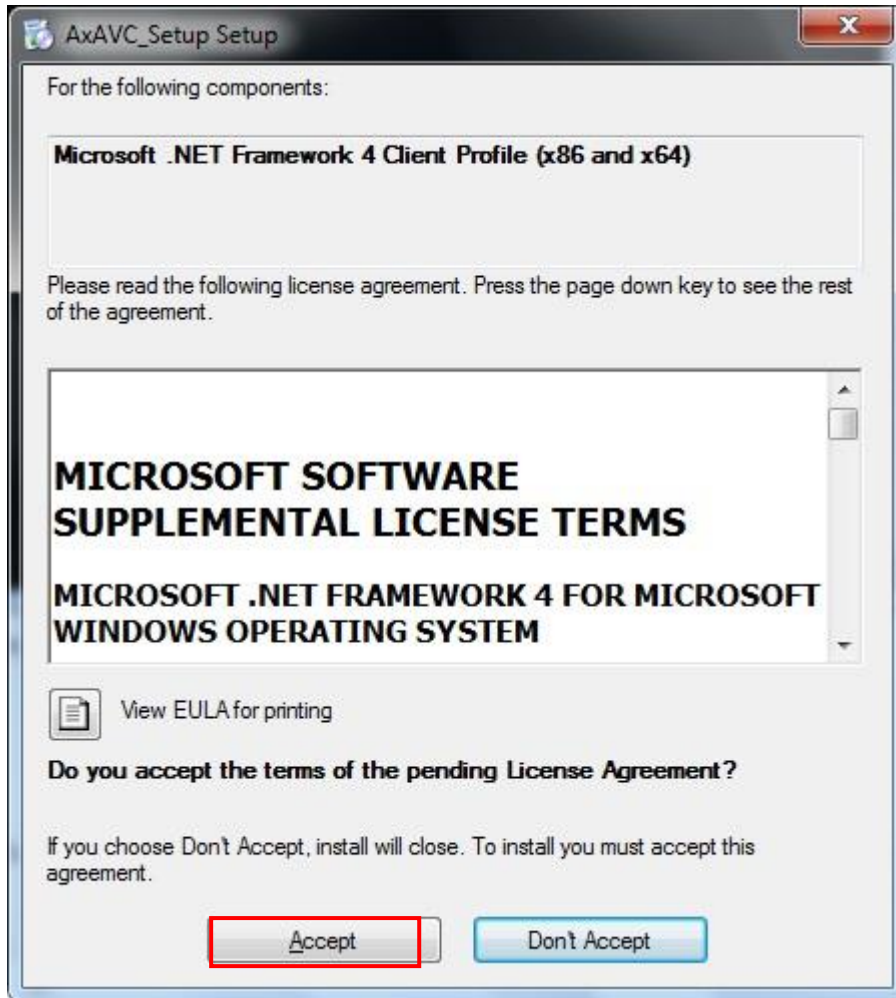 AxAVC_Setup Setup
For the following components:
Microsoft .NET Framework 4 Client Profile (x86 and x64)
Please read the following license agreement. Press the page down key to see the rest
of the agreement.
MICROSOFT SOFTWARE
SUPPLEMENTAL LICENSE TERMS
MICROSOFT .NET FRAMEWORK 4 FOR MICROSOFT
WINDOWS OPERATING SYSTEM
View EULA for printing
Do you accept the terms of the pending License Agreement?
If you choose Don't Accept, install will close. To install you must accept this
agreement.
Accept
Don't Accept